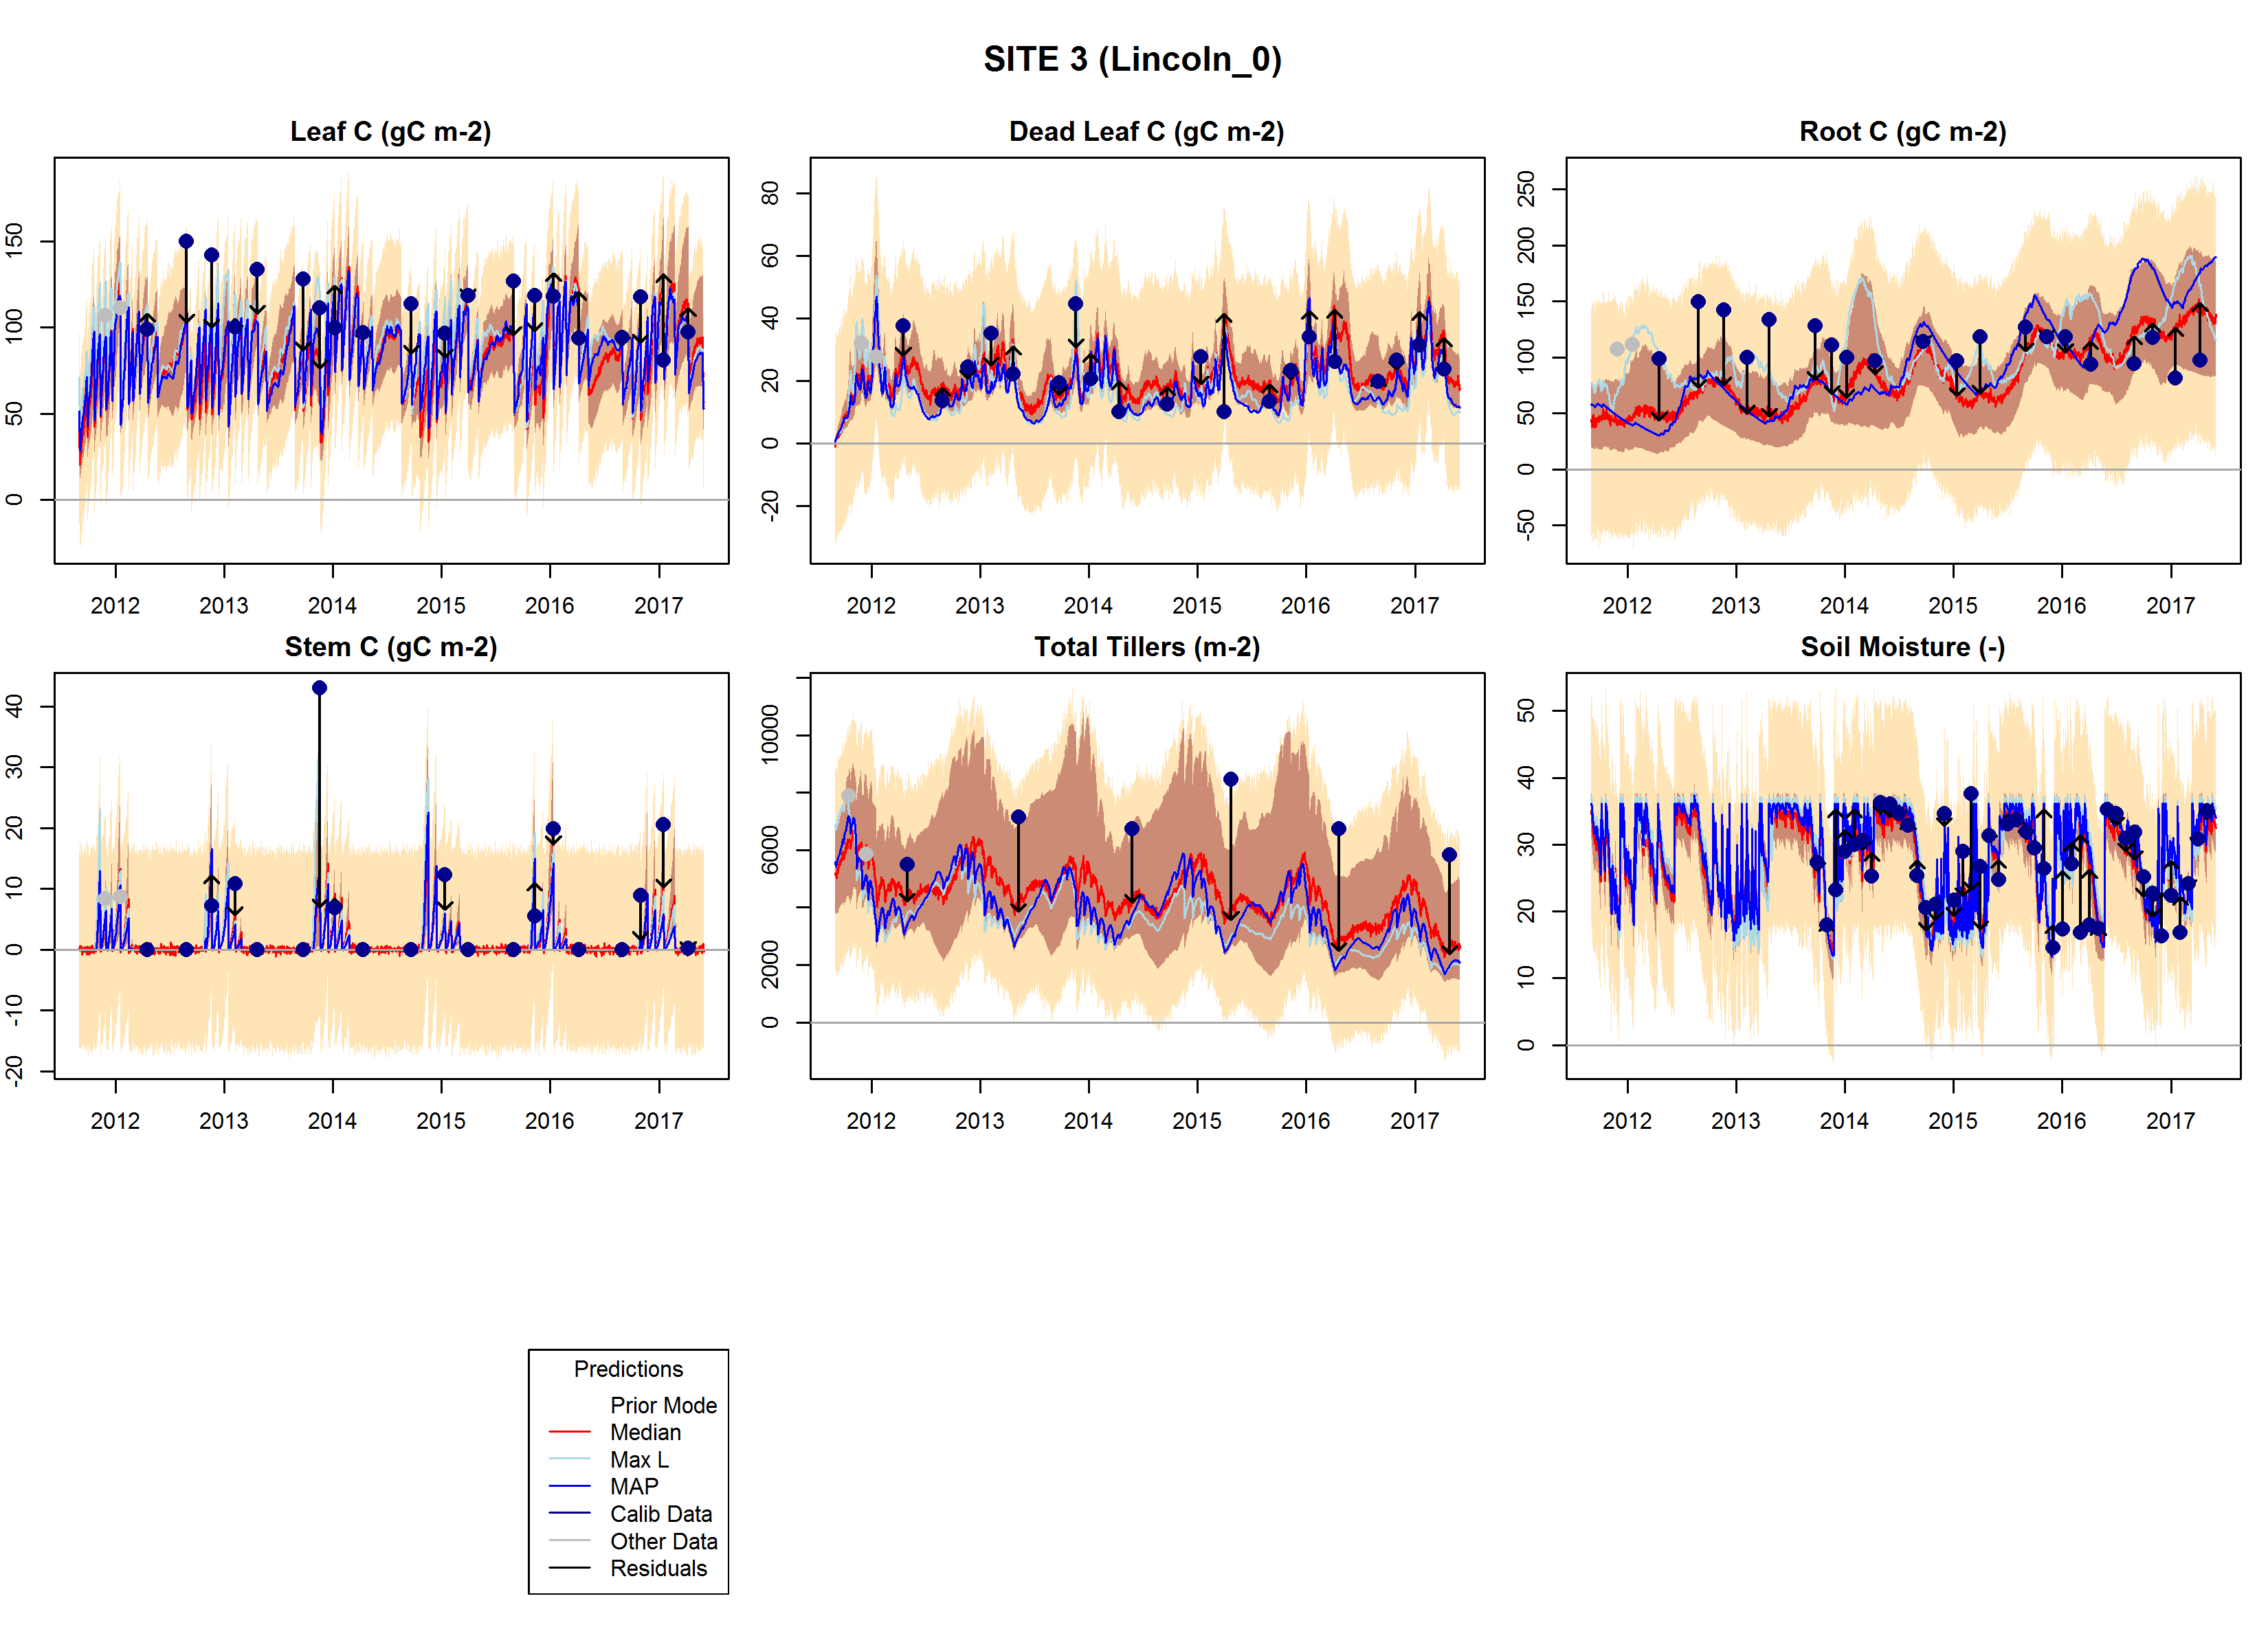 SITE 3 (Lincoln_0)
Leaf C (gC m-2)
0
50
100
150
2012 2013 2014 2015 2016 2017
Dead Leaf C (gC m-2)
-20
0
20
40
60
80
2012 2013 2014 2015 2016 2017
Root C (gC m-2)
-50
0
50
100
150
200
250
2012 2013 2014 2015 2016 2017
Stem C (gC m-2)
-20
-10
0
10
20
30
40
2012 2013 2014 2015 2016 2017
Total Tillers (m-2)
0
2000
6000
10000
2012 2013 2014 2015 2016 2017
Soil Moisture (-)
0
10
20
30
40
50
2012 2013 2014 2015 2016 2017
Predictions
Prior Mode
Median
Max L
MAP
Calib Data
Other Data
Residuals